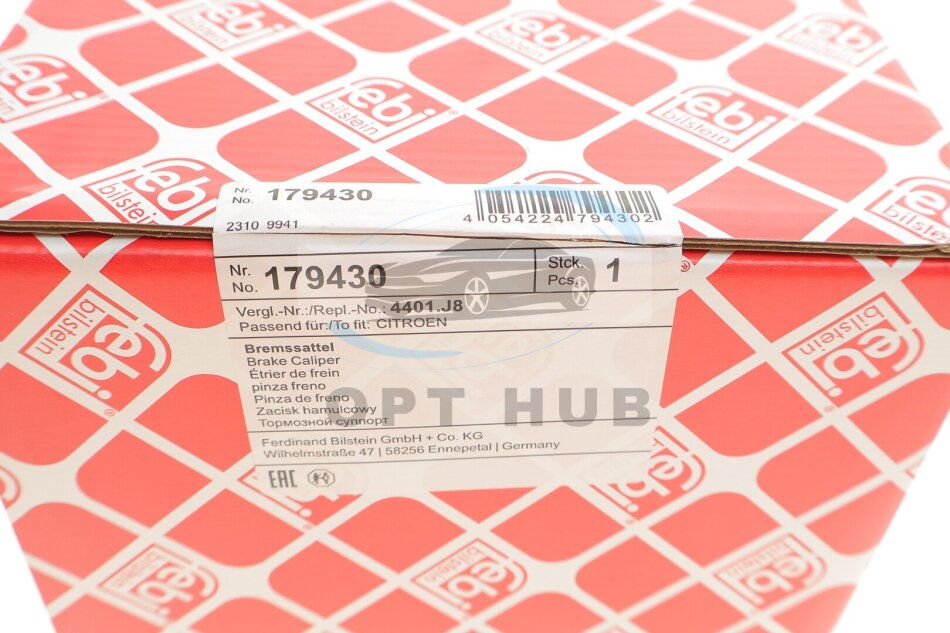 febi
bilstein
Nr.
No. 179430
2310 9941
4 054224 794302
Nr.
No. 179430
Stck.
Pcs. 1
Vergl.-Nr.:/Repl.-No.: 4401.J8
Passend für:/To fit: CITROEN
Bremssattel
Brake Caliper
Étrier de frein
pinza freno
Pinza de freno
Zacisk hamulcowy
Тормозной суппорт
OPT HUB
Ferdinand Bilstein GmbH + Co. KG
Wilhelmstraße 47 | 58256 Ennepetal | Germany
EAC